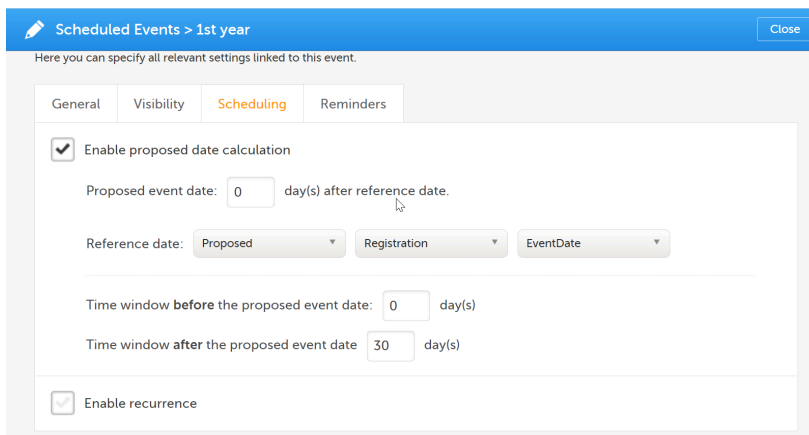 Scheduled Events > 1st year
Close
Here you can specify all relevant settings linked to this event.
General Visibility Scheduling Reminders
Enable proposed date calculation
Proposed event date: 0 day(s) after reference date.
Reference date: Proposed Registration EventDate
Time window before the proposed event date: 0 day(s)
Time window after the proposed event date 30 day(s)
Enable recurrence